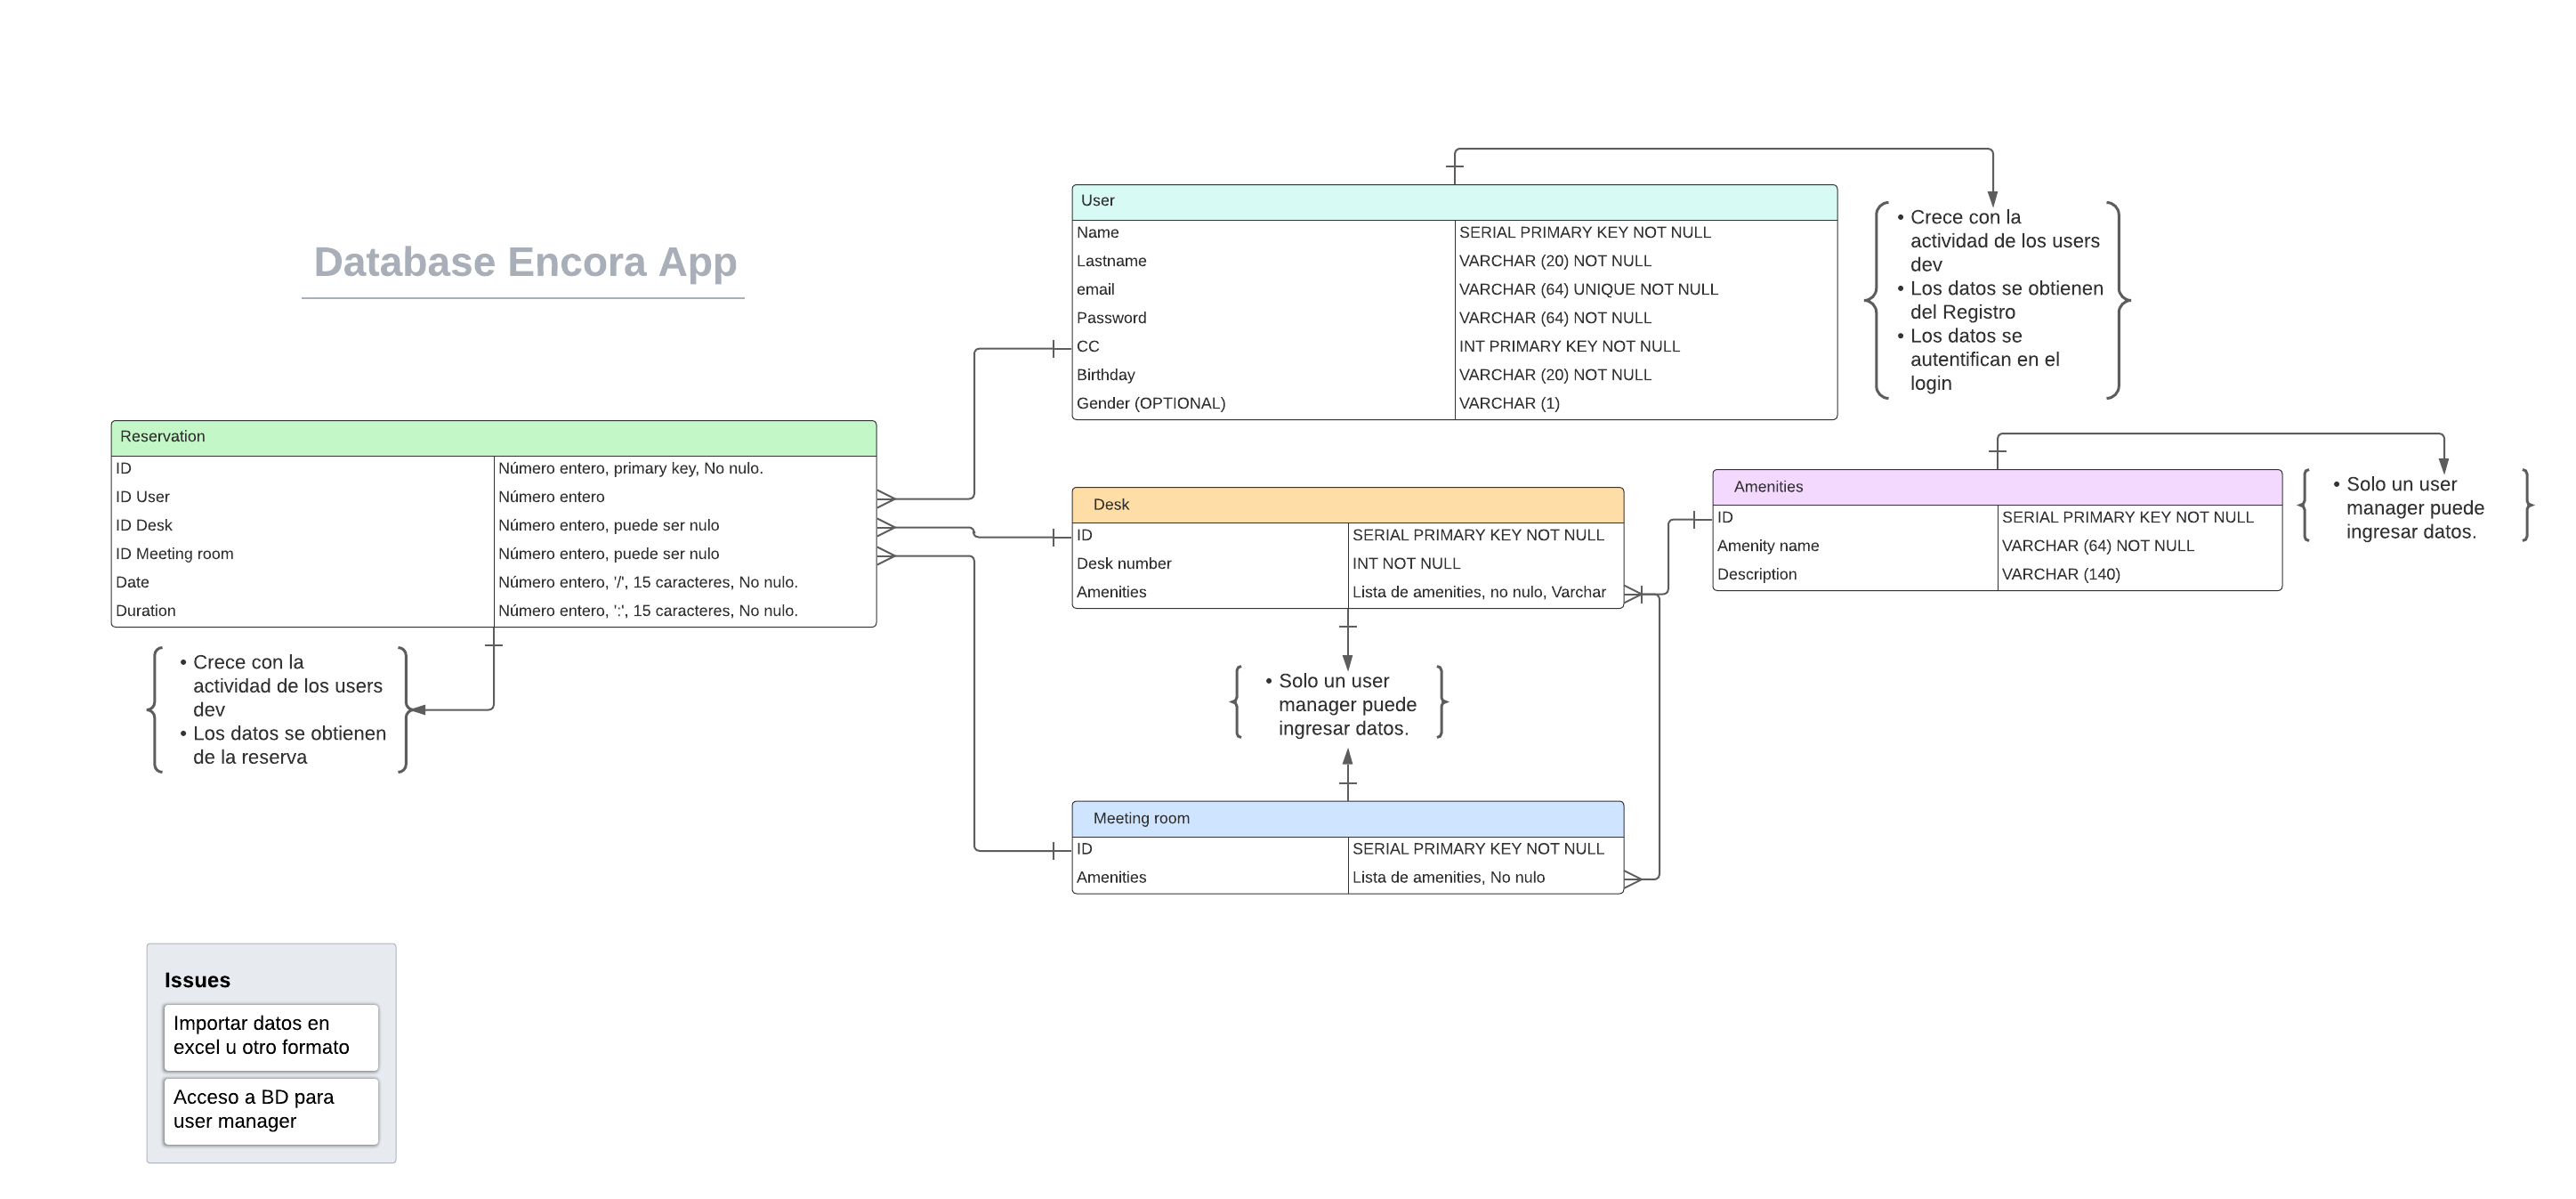 Database Encora App
User
Name SERIAL PRIMARY KEY NOT NULL
Lastname VARCHAR (20) NOT NULL
email VARCHAR (64) UNIQUE NOT NULL
Password VARCHAR (64) NOT NULL
CC INT PRIMARY KEY NOT NULL
Birthday VARCHAR (20) NOT NULL
Gender (OPTIONAL) VARCHAR (1)
• Crece con la
actividad de los users
dev
• Los datos se obtienen
del Registro
• Los datos se
autentifican en el
login
Reservation
ID Número entero, primary key, No nulo.
ID User Número entero
ID Desk Número entero, puede ser nulo
ID Meeting room Número entero, puede ser nulo
Date Número entero, '/', 15 caracteres, No nulo.
Duration Número entero, ':', 15 caracteres, No nulo.
• Crece con la
actividad de los users
dev
• Los datos se obtienen
de la reserva
Desk
ID SERIAL PRIMARY KEY NOT NULL
Desk number INT NOT NULL
Amenities Lista de amenities, no nulo, Varchar
Amenities
ID SERIAL PRIMARY KEY NOT NULL
Amenity name VARCHAR (64) NOT NULL
Description VARCHAR (140)
• Solo un user
manager puede
ingresar datos.
• Solo un user
manager puede
ingresar datos.
Meeting room
ID SERIAL PRIMARY KEY NOT NULL
Amenities Lista de amenities, No nulo
Issues
Importar datos en
excel u otro formato
Acceso a BD para
user manager